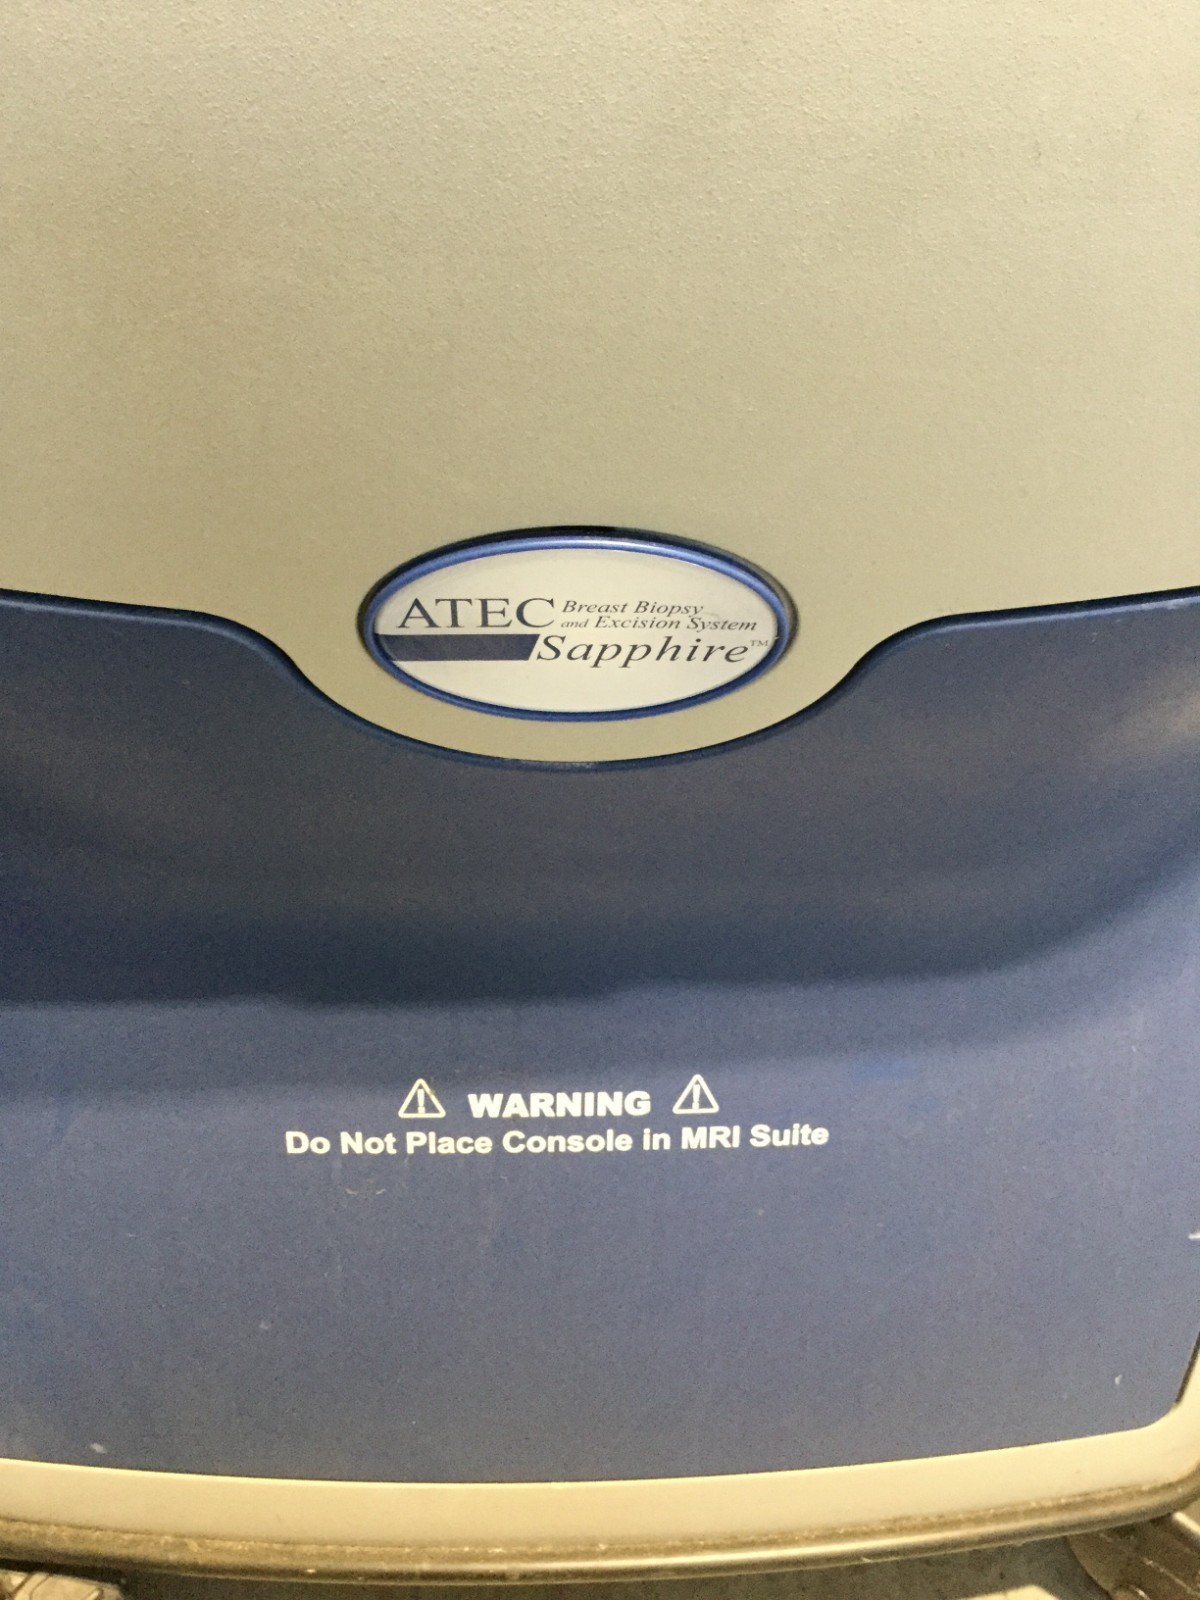 ATEC Breast Biopsy
and Excision System
Sapphire™
WARNING
Do Not Place Console in MRI Suite